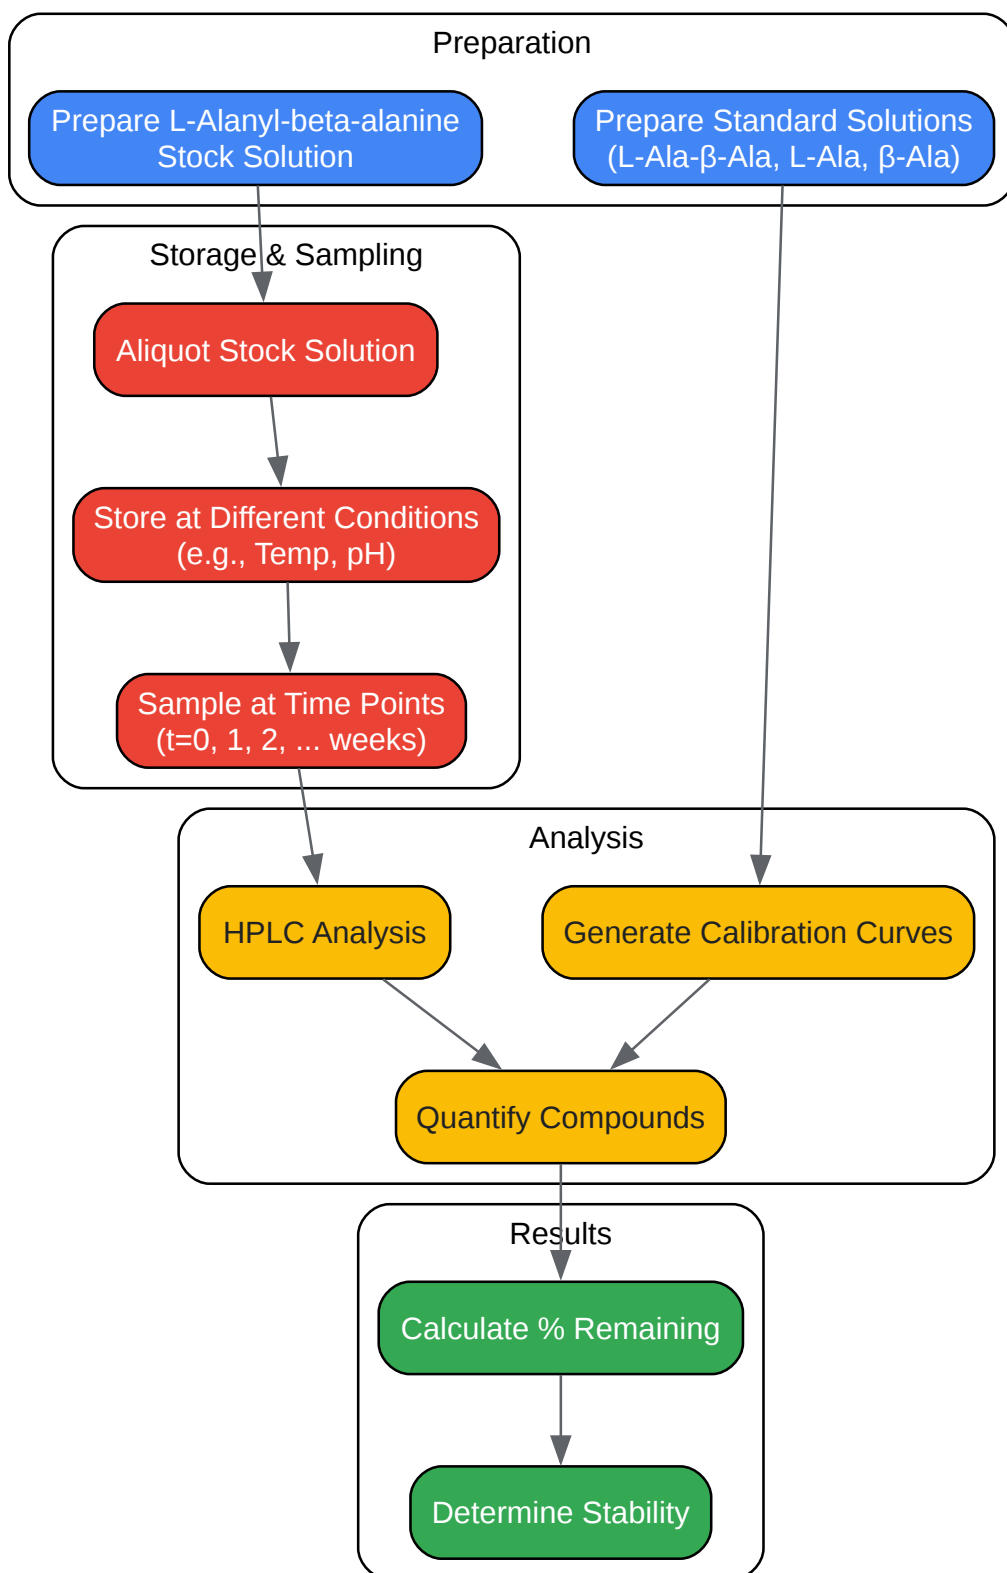 Preparation
Prepare L-Alanyl-beta-alanine
Stock Solution
Prepare Standard Solutions
(L-Ala-β-Ala, L-Ala, β-Ala)
Storage & Sampling
Aliquot Stock Solution
Store at Different Conditions
(e.g., Temp, pH)
Sample at Time Points
(t=0, 1, 2, ... weeks)
Analysis
HPLC Analysis
Generate Calibration Curves
Quantify Compounds
Results
Calculate % Remaining
Determine Stability